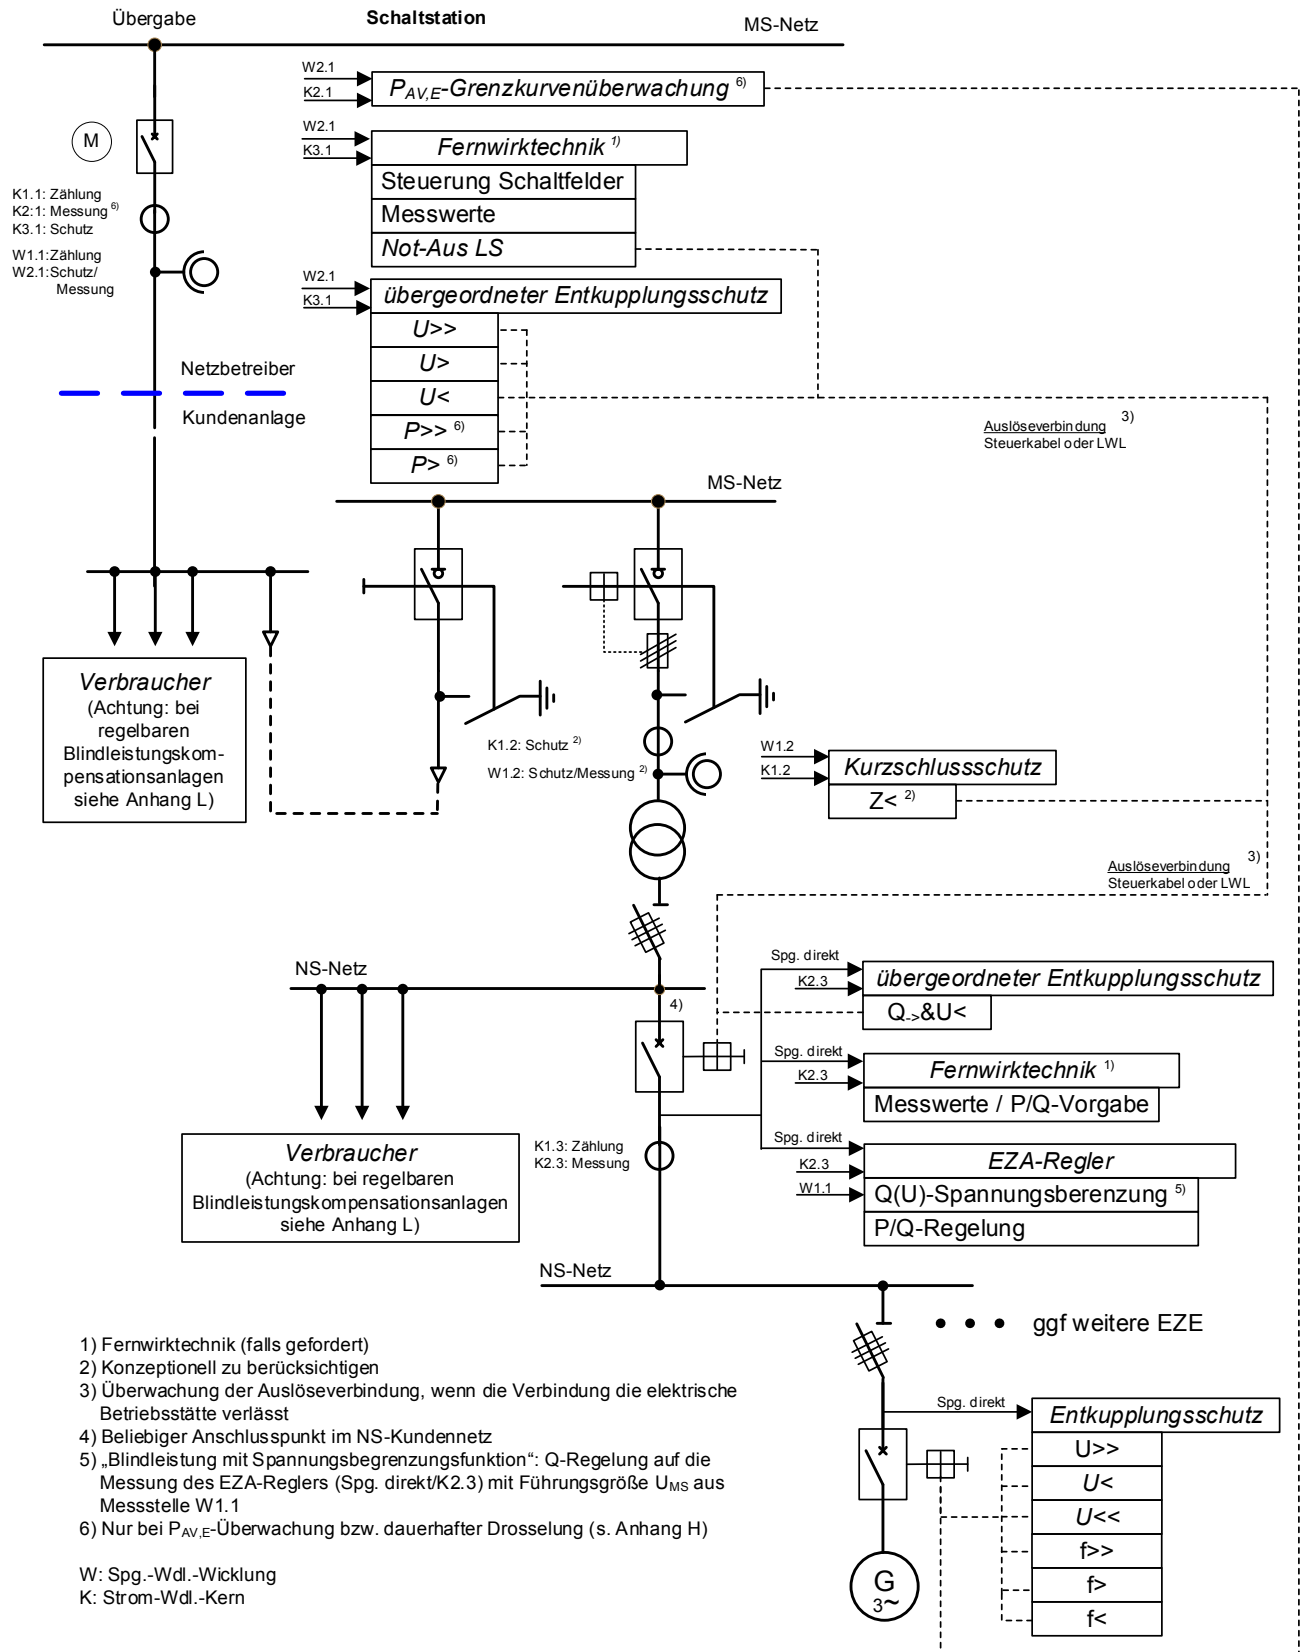 Übergabe
Schaltstation
MS-Netz
W2.1
K2.1
P_AV,E-Grenzkurvenüberwachung 6)
M
W2.1
K3.1
Fernwirktechnik 1)
Steuerung Schaltfelder
Messwerte
Not-Aus LS
K1.1: Zählung
K2:1: Messung 6)
K3.1: Schutz
W1.1:Zählung
W2.1:Schutz/
Messung
W2.1
K3.1
übergeordneter Entkupplungsschutz
U>>
U>
U<
P>> 6)
P> 6)
Netzbetreiber
Kundenanlage
Auslöseverbindung 3)
Steuerkabel oder LWL
MS-Netz
Verbraucher
(Achtung: bei
regelbaren
Blindleistungskom-
pensationsanlagen
siehe Anhang L)
K1.2: Schutz 2)
W1.2: Schutz/Messung 2)
W1.2
K1.2
Kurzschlussschutz
Z< 2)
Auslöseverbindung 3)
Steuerkabel oder LWL
NS-Netz
4)
Spg. direkt
K2.3
übergeordneter Entkupplungsschutz
Q->&U<
Spg. direkt
K2.3
Fernwirktechnik 1)
Messwerte / P/Q-Vorgabe
Verbraucher
(Achtung: bei regelbaren
Blindleistungskompensationsanlagen
siehe Anhang L)
K1.3: Zählung
K2.3: Messung
Spg. direkt
K2.3
W1.1
EZA-Regler
Q(U)-Spannungsberenzung 5)
P/Q-Regelung
NS-Netz
• • • ggf weitere EZE
Spg. direkt
Entkupplungsschutz
U>>
U<
U<<
f>>
f>
f<
G
3~
1) Fernwirktechnik (falls gefordert)
2) Konzeptionell zu berücksichtigen
3) Überwachung der Auslöseverbindung, wenn die Verbindung die elektrische
Betriebsstätte verlässt
4) Beliebiger Anschlusspunkt im NS-Kundennetz
5) „Blindleistung mit Spannungsbegrenzungsfunktion“: Q-Regelung auf die
Messung des EZA-Reglers (Spg. direkt/K2.3) mit Führungsgröße U_MS aus
Messstelle W1.1
6) Nur bei P_AV,E-Überwachung bzw. dauerhafter Drosselung (s. Anhang H)
W: Spg.-Wdl.-Wicklung
K: Strom-Wdl.-Kern